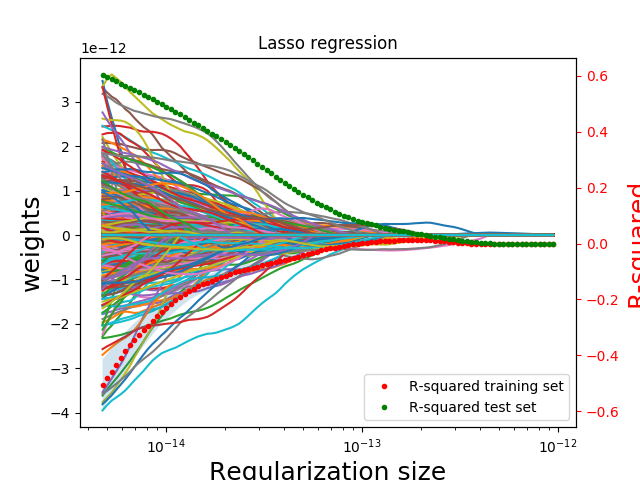 Lasso regression
1e−12
3
2
1
0
−1
−2
−3
−4
weights
0.6
0.4
0.2
0.0
−0.2
−0.4
−0.6
R-squared
R-squared training set
R-squared test set
10^{-14}
10^{-13}
10^{-12}
Regularization size